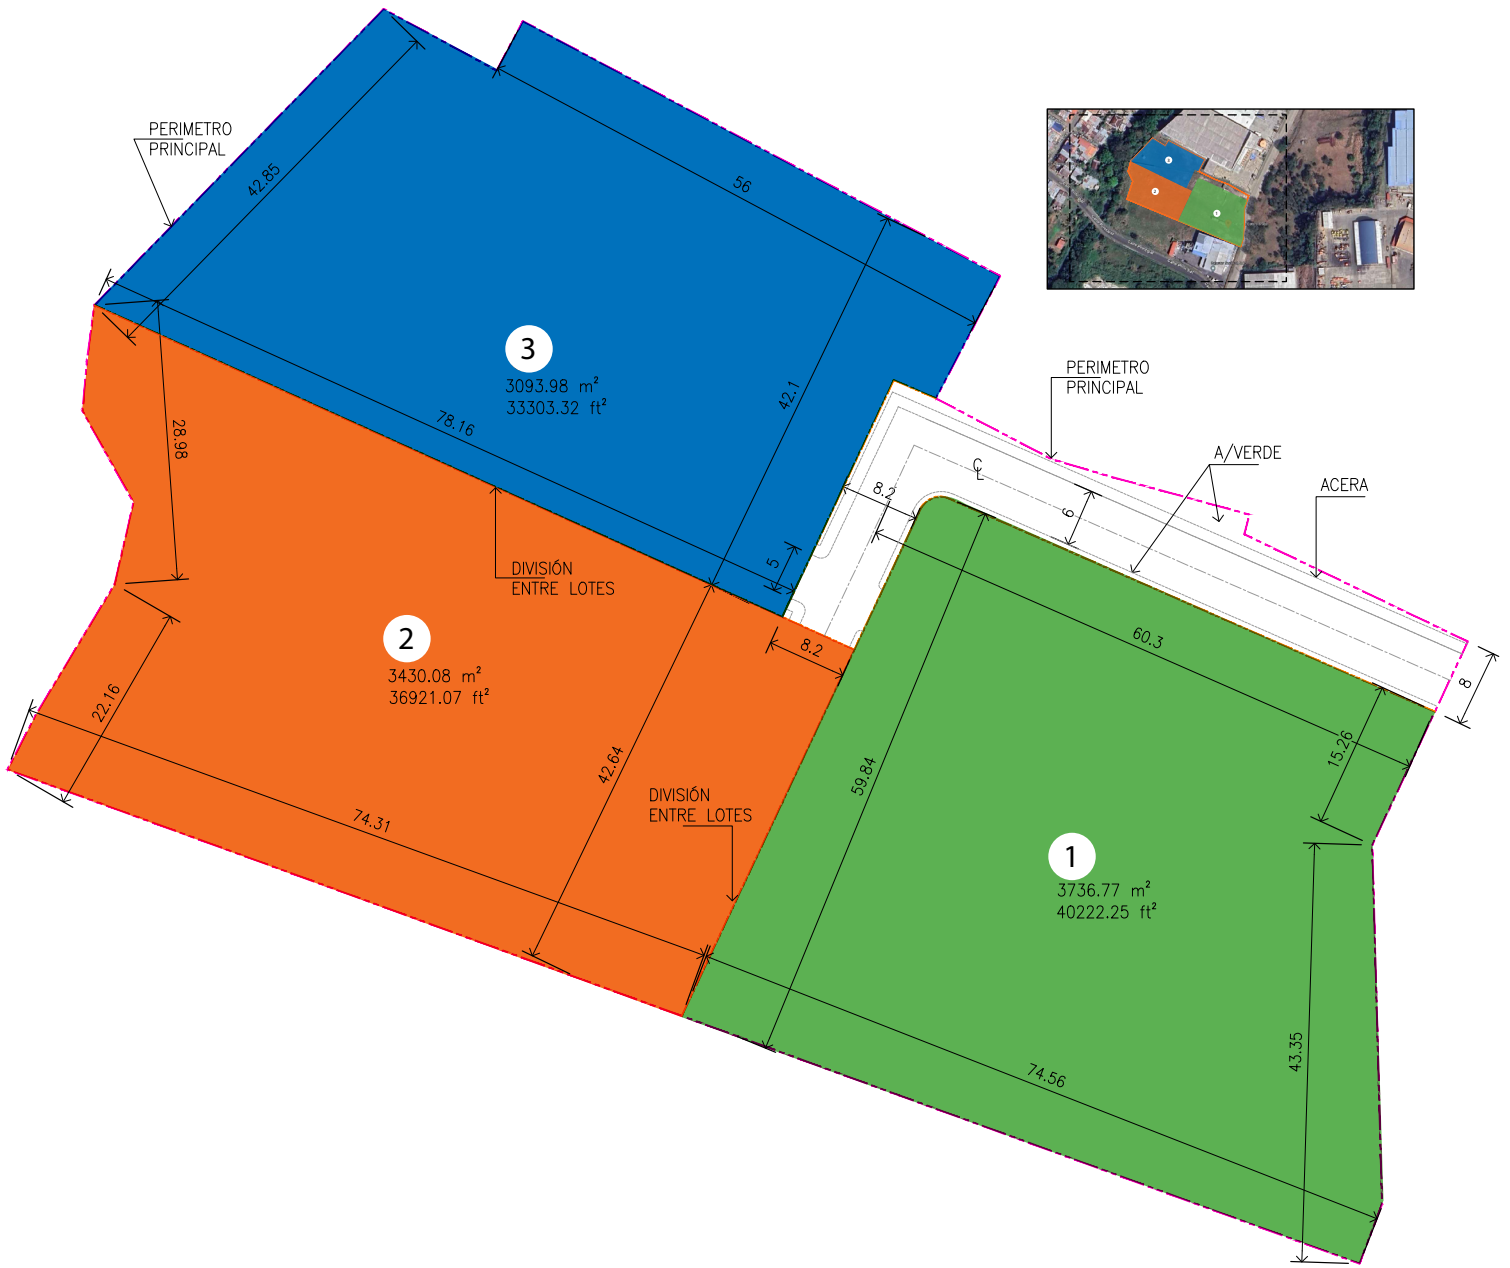 PERIMETRO
PRINCIPAL
42.85
56
3
3093.98 m²
33303.32 ft²
42.1
78.16
28.98
PERIMETRO
PRINCIPAL
A/VERDE
ACERA
℄
8.2
6
5
DIVISIÓN
ENTRE LOTES
2
3430.08 m²
36921.07 ft²
8.2
60.3
8
22.16
15.26
42.64
59.84
DIVISIÓN
ENTRE LOTES
74.31
1
3736.77 m²
40222.25 ft²
43.35
74.56